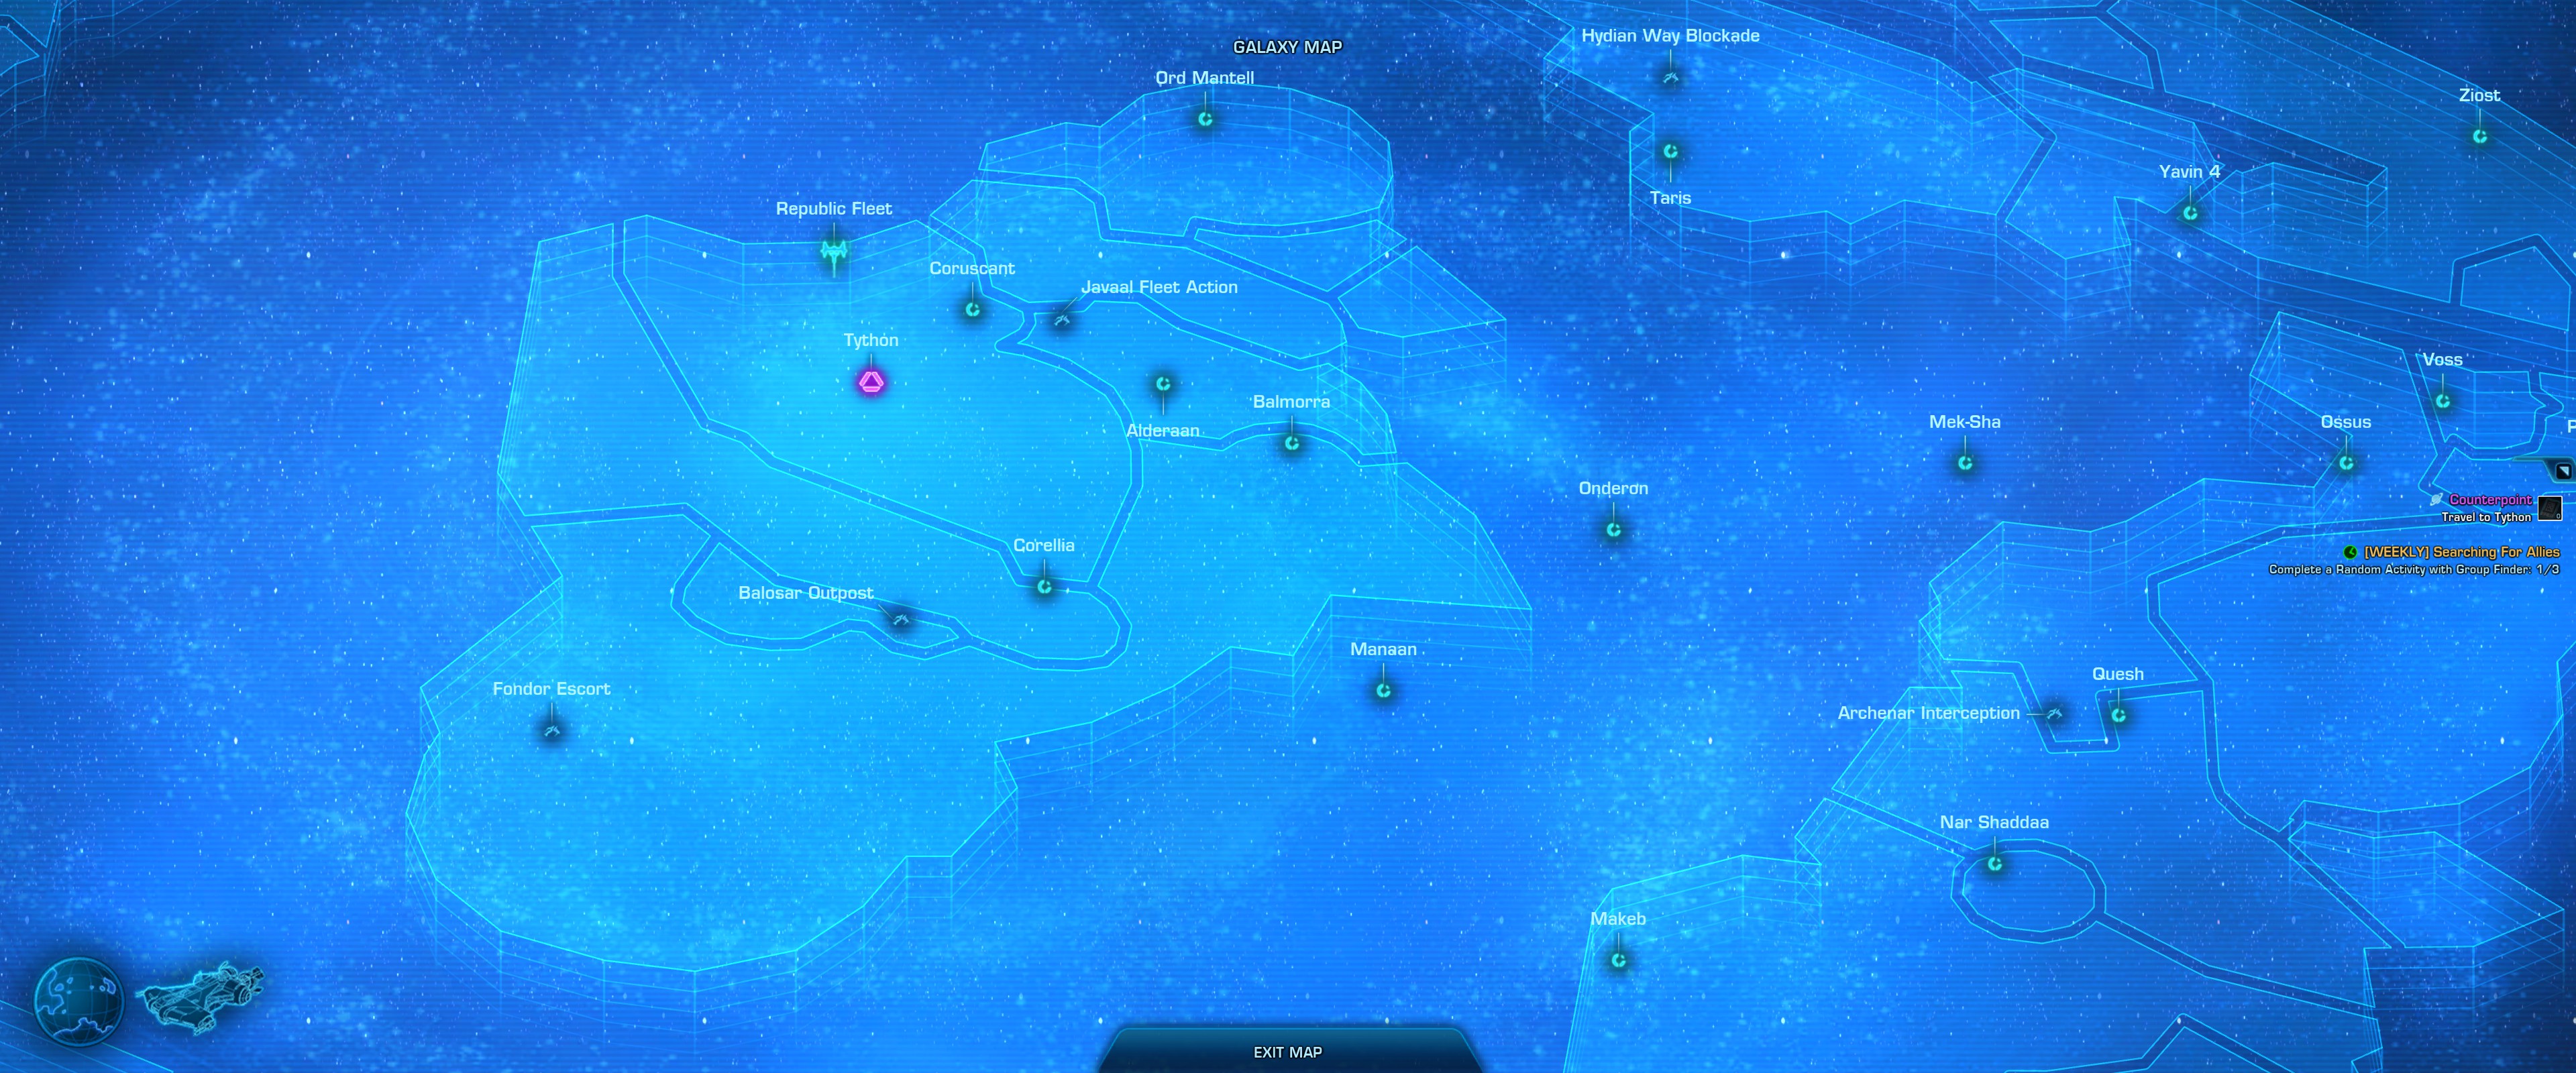 GALAXY MAP
Hydian Way Blockade
Ord Mantell
Ziost
Yavin 4
Taris
Republic Fleet
Coruscant
Javaal Fleet Action
Tython
Voss
Balmorra
Alderaan
Mek-Sha
Ossus
Onderon
Counterpoint
Travel to Tython
Corellia
[WEEKLY] Searching For Allies
Complete a Random Activity with Group Finder: 1/3
Balosar Outpost
Manaan
Quesh
Fondor Escort
Archenar Interception
Nar Shaddaa
Makeb
EXIT MAP